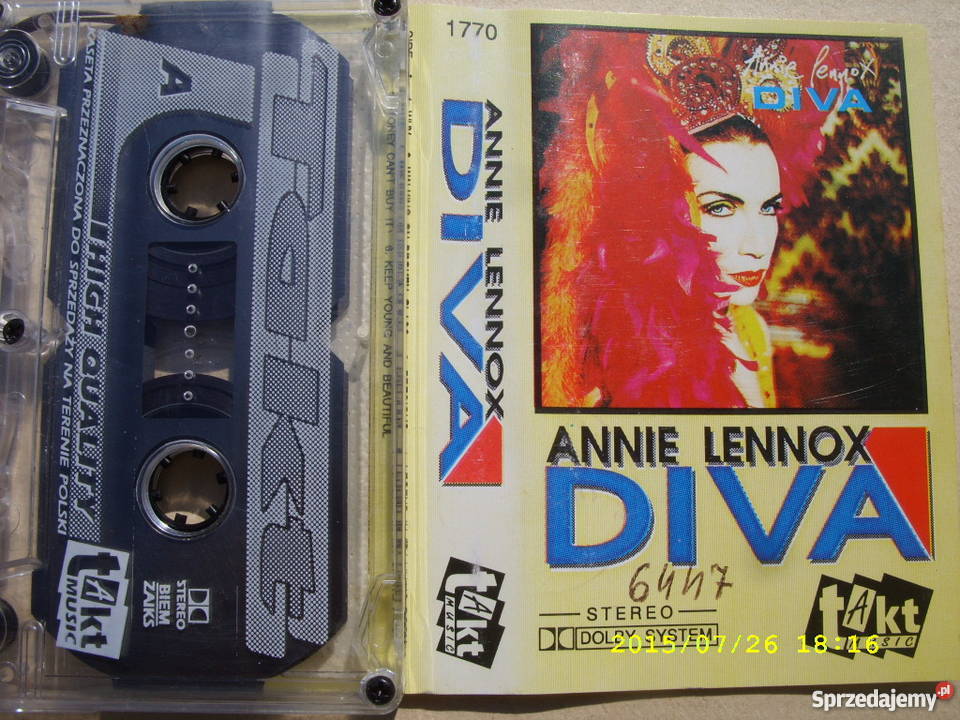 takt
A
HIGH QUALITY
KASETA PRZEZNACZONA DO SPRZEDAŻY NA TERENIE POLSKI
STEREO
BIEM
ZAIKS
takt
MUSIC
MONEY CAN'T BUY IT
KEEP YOUNG AND BEAUTIFUL
1770
ANNIE LENNOX
DIVA
takt
MUSIC
Annie Lennox
DIVA
ANNIE LENNOX
DIVA
6447
STEREO
DOLBY SYSTEM
takt
MUSIC
2015/07/26 18:16
Sprzedajemy.pl